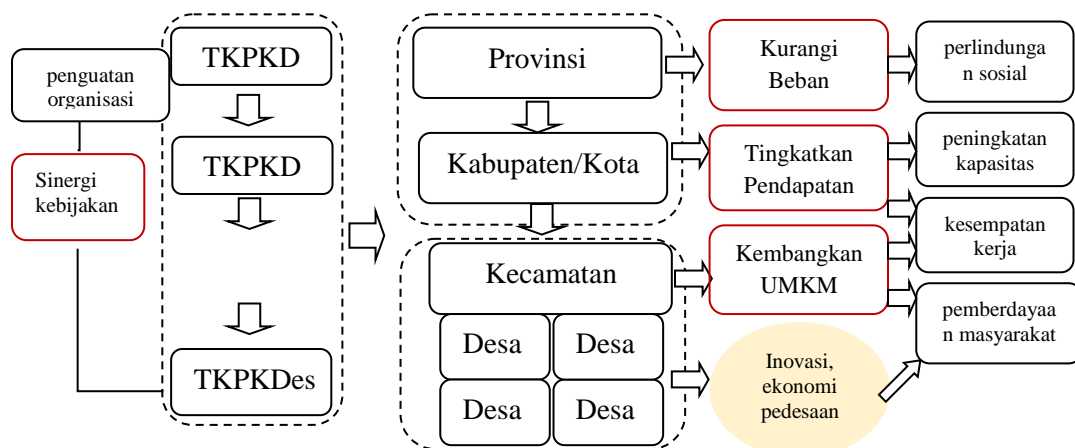 penguatan
organisasi
Sinergi
kebijakan
TKPKD
TKPKD
TKPKDes
Provinsi
Kabupaten/Kota
Kecamatan
Desa
Desa
Desa
Desa
Kurangi
Beban
Tingkatkan
Pendapatan
Kembangkan
UMKM
Inovasi,
ekonomi
pedesaan
perlindunga
n sosial
peningkatan
kapasitas
kesempatan
kerja
pemberdayaa
n masyarakat